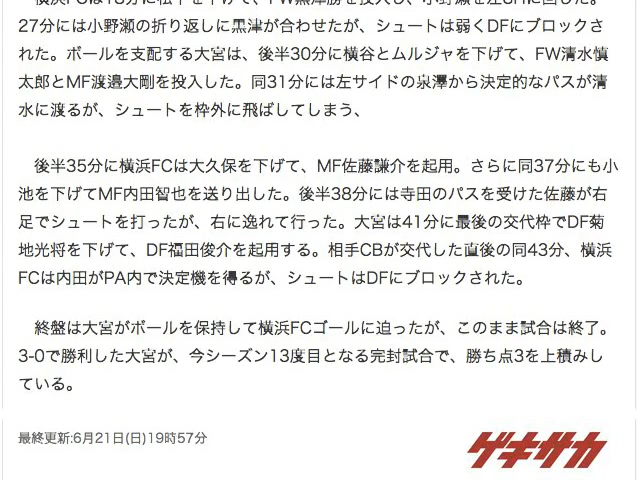 27分には小野瀬の折り返しに黒津が合わせたが、シュートは弱くDFにブロックさ
れた。ボールを支配する大宮は、後半30分に横谷とムルジャを下げて、FW清水慎
太郎とMF渡邉大剛を投入した。同31分には左サイドの泉澤から決定的なパスが清
水に渡るが、シュートを枠外に飛ばしてしまう、
後半35分に横浜FCは大久保を下げて、MF佐藤謙介を起用。さらに同37分にも小
池を下げてMF内田智也を送り出した。後半38分には寺田のパスを受けた佐藤が右
足でシュートを打ったが、右に逸れて行った。大宮は41分に最後の交代枠でDF菊
地光将を下げて、DF福田俊介を起用する。相手CBが交代した直後の同43分、横浜
FCは内田がPA内で決定機を得るが、シュートはDFにブロックされた。
終盤は大宮がボールを保持して横浜FCゴールに迫ったが、このまま試合は終了。
3-0で勝利した大宮が、今シーズン13度目となる完封試合で、勝ち点3を上積みし
ている。
最終更新:6月21日(日)19時57分
ゲキサカ